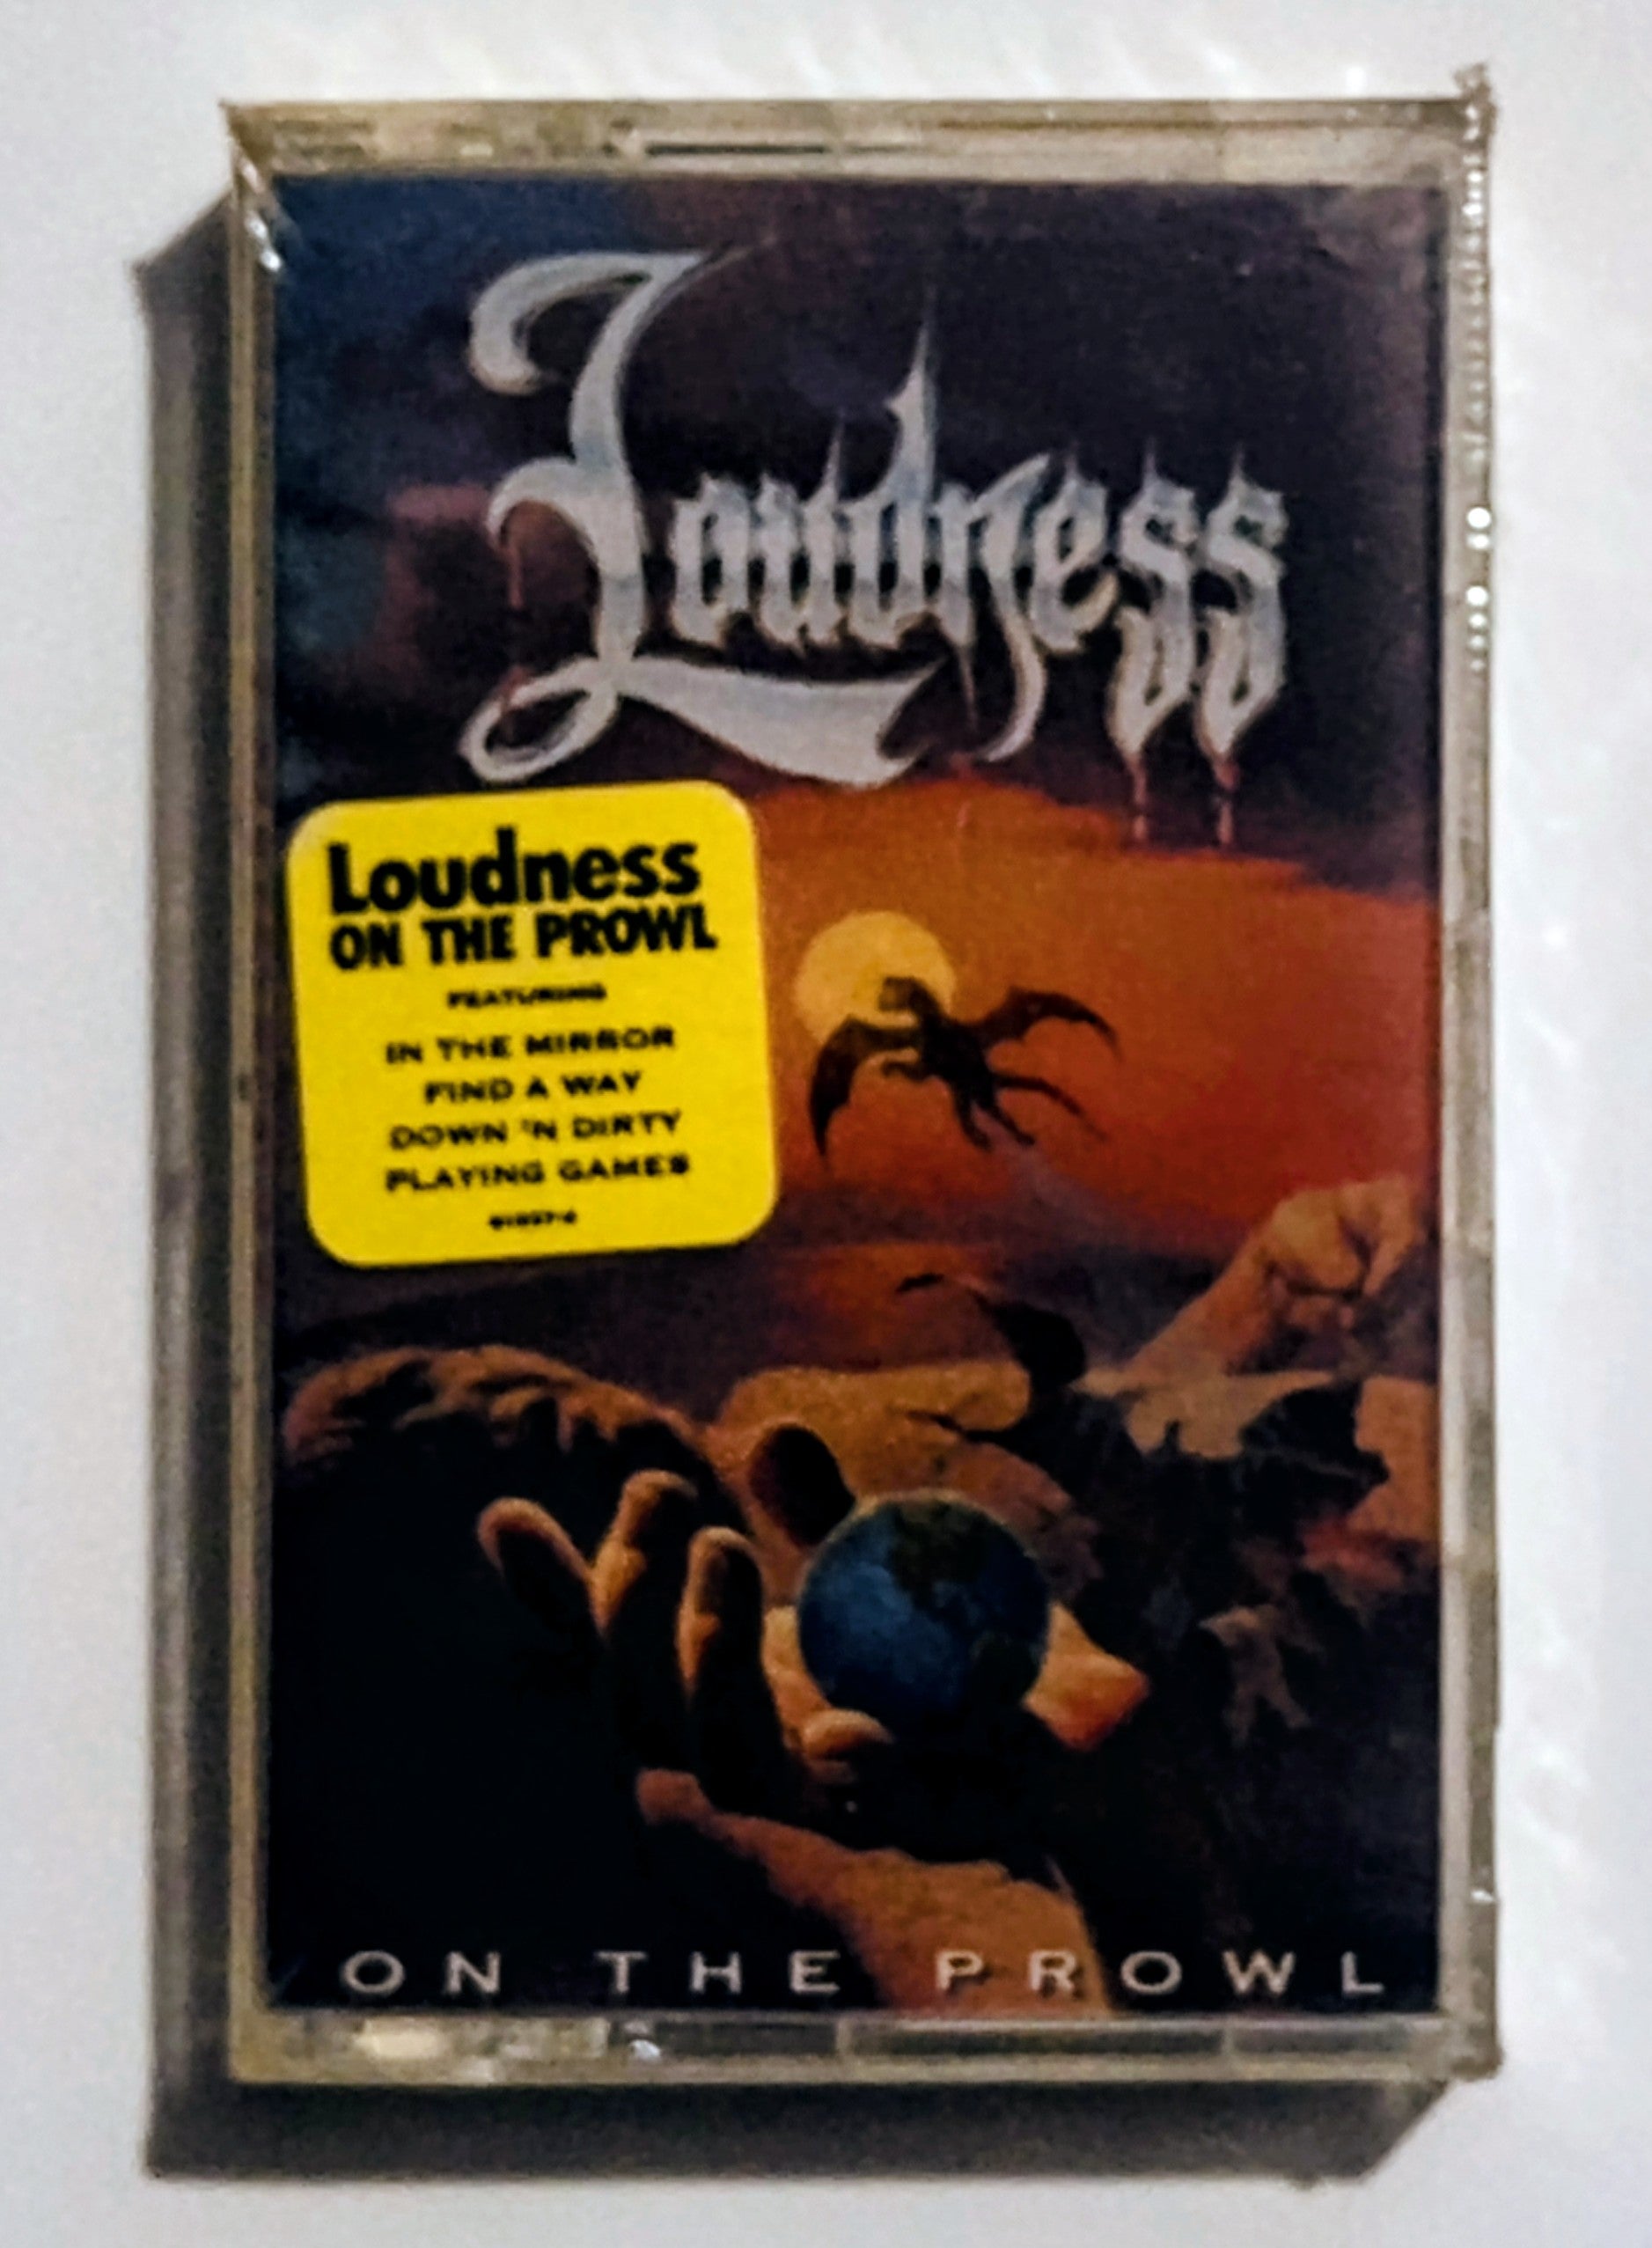 Loudness
Loudness
ON THE PROWL
FEATURING
IN THE MIRROR
FIND A WAY
DOWN 'N DIRTY
PLAYING GAMES
ON THE PROWL